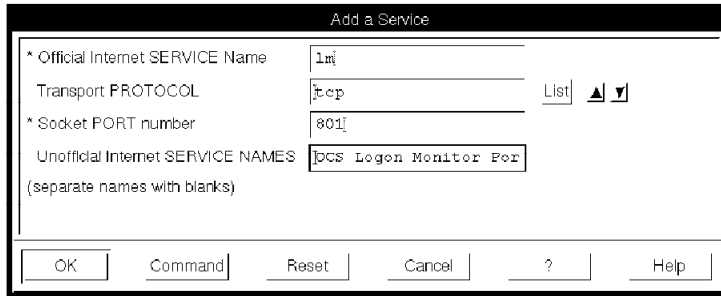 Add a Service
* Official Internet SERVICE Name lm
Transport PROTOCOL tcp List
* Socket PORT number 801
Unofficial Internet SERVICE NAMES OCS Logon Monitor Por
(separate names with blanks)
OK Command Reset Cancel ? Help